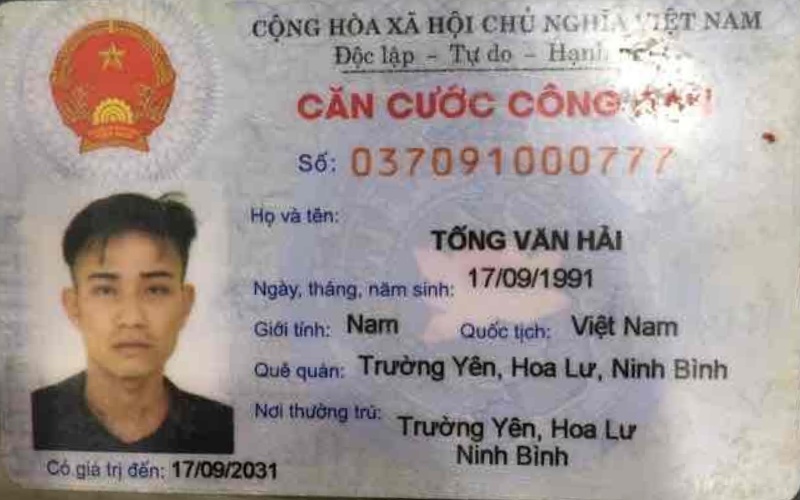 CỘNG HÒA XÃ HỘI CHỦ NGHĨA VIỆT NAM
Độc lập - Tự do - Hạnh
CĂN CƯỚC CÔNG
Số: 037091000777
Họ và tên:
TỐNG VĂN HẢI
Ngày, tháng, năm sinh: 17/09/1991
Giới tính: Nam Quốc tịch: Việt Nam
Quê quán: Trường Yên, Hoa Lư, Ninh Bình
Nơi thường trú: Trường Yên, Hoa Lư
Ninh Bình
Có giá trị đến: 17/09/2031